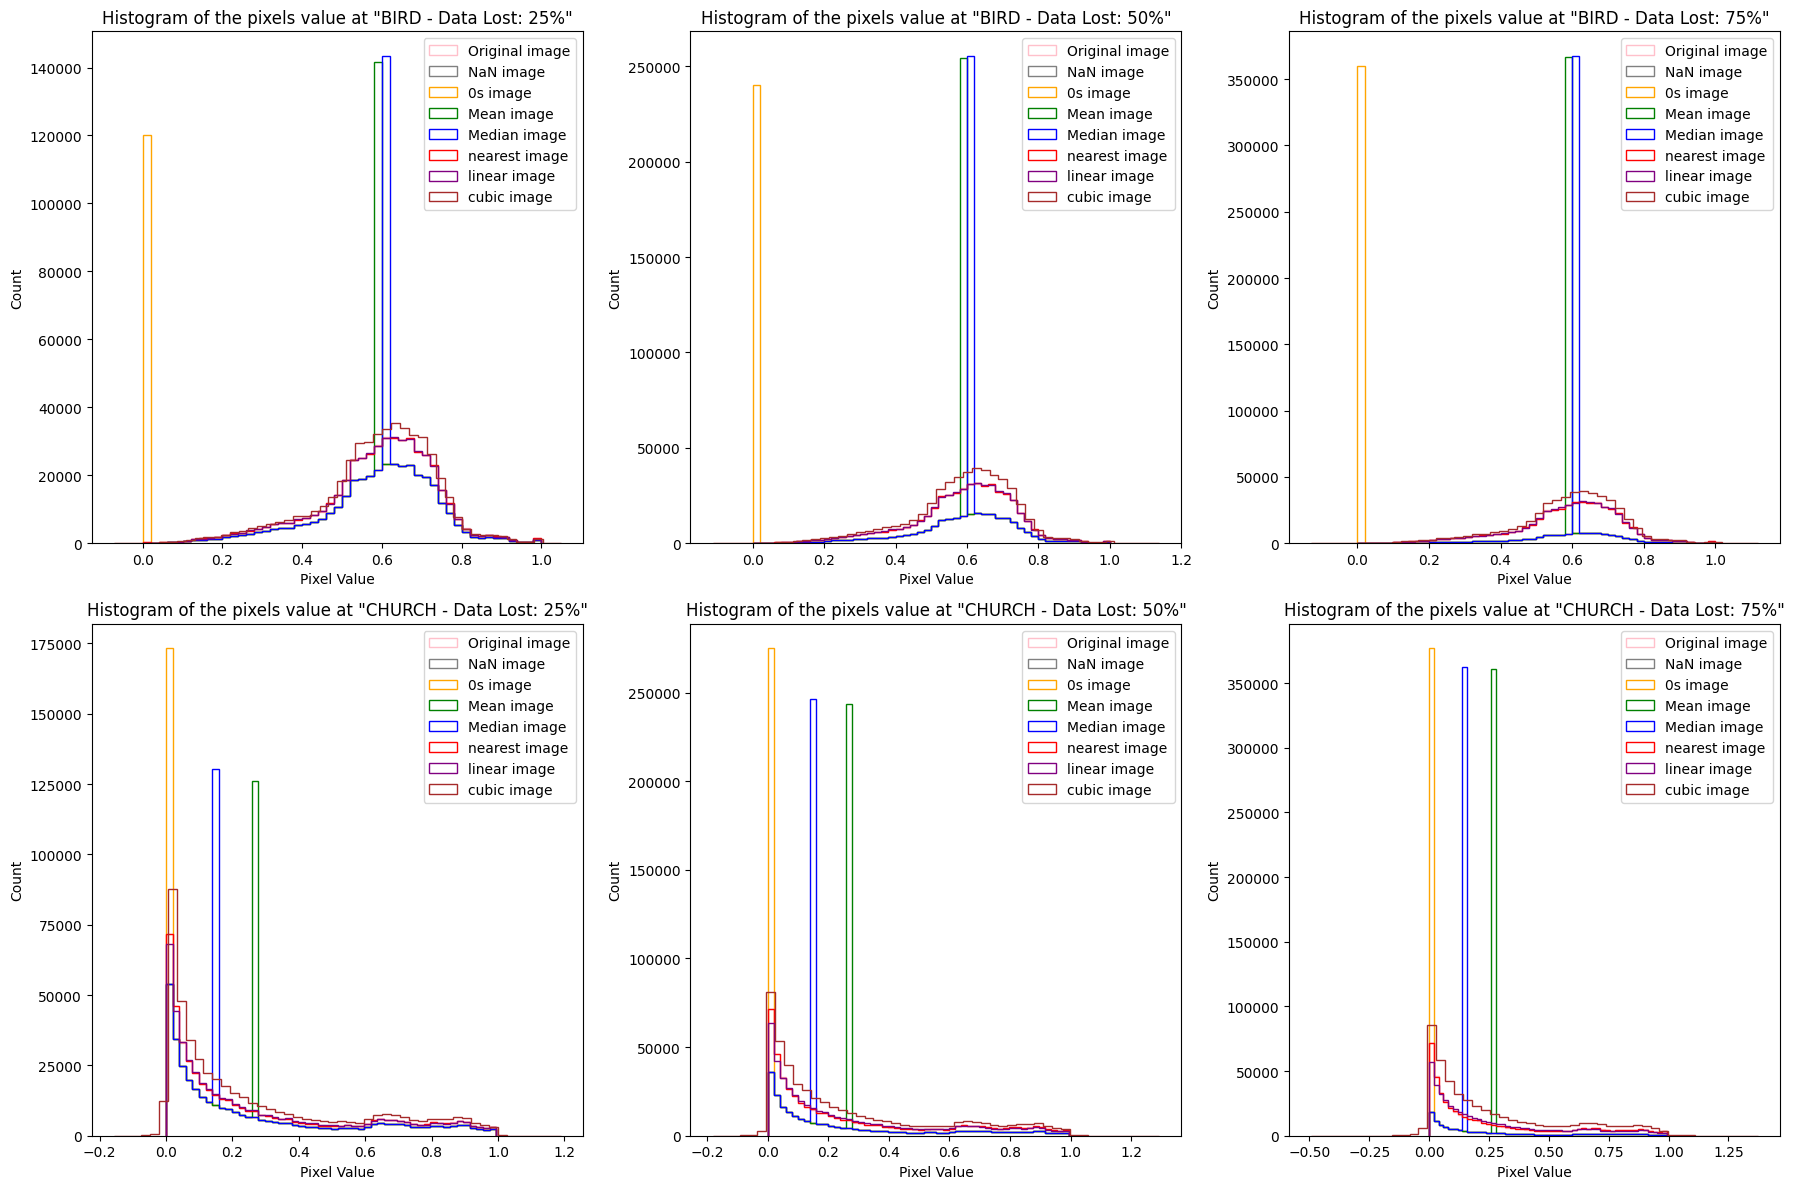 Histogram of the pixels value at "BIRD - Data Lost: 25%"
140000
120000
100000
80000
60000
40000
20000
0
Count
0.0 0.2 0.4 0.6 0.8 1.0
Pixel Value
Original image
NaN image
0s image
Mean image
Median image
nearest image
linear image
cubic image
Histogram of the pixels value at "BIRD - Data Lost: 50%"
250000
200000
150000
100000
50000
0
Count
0.0 0.2 0.4 0.6 0.8 1.0 1.2
Pixel Value
Original image
NaN image
0s image
Mean image
Median image
nearest image
linear image
cubic image
Histogram of the pixels value at "BIRD - Data Lost: 75%"
350000
300000
250000
200000
150000
100000
50000
0
Count
0.0 0.2 0.4 0.6 0.8 1.0
Pixel Value
Original image
NaN image
0s image
Mean image
Median image
nearest image
linear image
cubic image
Histogram of the pixels value at "CHURCH - Data Lost: 25%"
175000
150000
125000
100000
75000
50000
25000
0
Count
−0.2 0.0 0.2 0.4 0.6 0.8 1.0 1.2
Pixel Value
Original image
NaN image
0s image
Mean image
Median image
nearest image
linear image
cubic image
Histogram of the pixels value at "CHURCH - Data Lost: 50%"
250000
200000
150000
100000
50000
0
Count
−0.2 0.0 0.2 0.4 0.6 0.8 1.0 1.2
Pixel Value
Original image
NaN image
0s image
Mean image
Median image
nearest image
linear image
cubic image
Histogram of the pixels value at "CHURCH - Data Lost: 75%"
350000
300000
250000
200000
150000
100000
50000
0
Count
−0.50 −0.25 0.00 0.25 0.50 0.75 1.00 1.25
Pixel Value
Original image
NaN image
0s image
Mean image
Median image
nearest image
linear image
cubic image